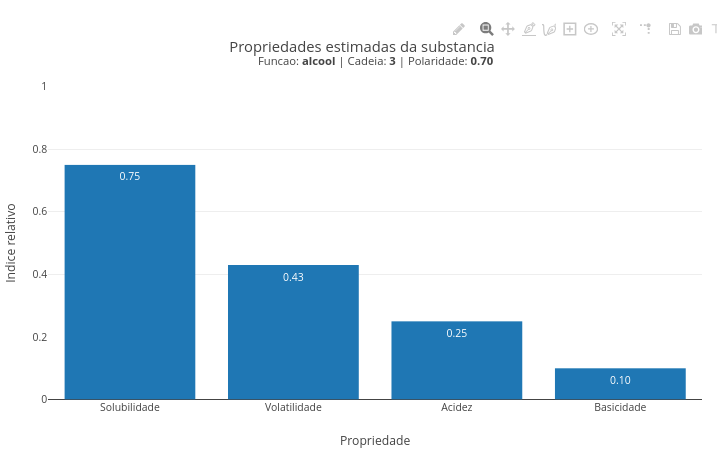 Propriedades estimadas da substancia
Funcao: alcool | Cadeia: 3 | Polaridade: 0.70
1
0.8
0.6
0.4
0.2
0
Indice relativo
0.75
0.43
0.25
0.10
Solubilidade
Volatilidade
Acidez
Basicidade
Propriedade